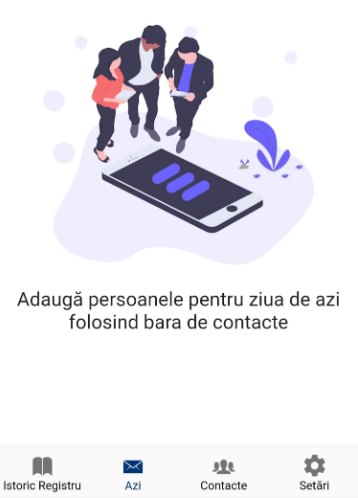 Adaugă persoanele pentru ziua de azi
folosind bara de contacte
Istoric Registru
Azi
Contacte
Setări